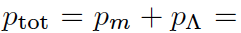 p_tot = p_m + p_Λ =